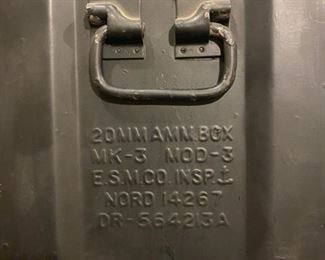 20MM AMM. BOX
MK-3 MOD-3
E.S.M.CO. INSP.⚓
NORD 14267
DR-564213A